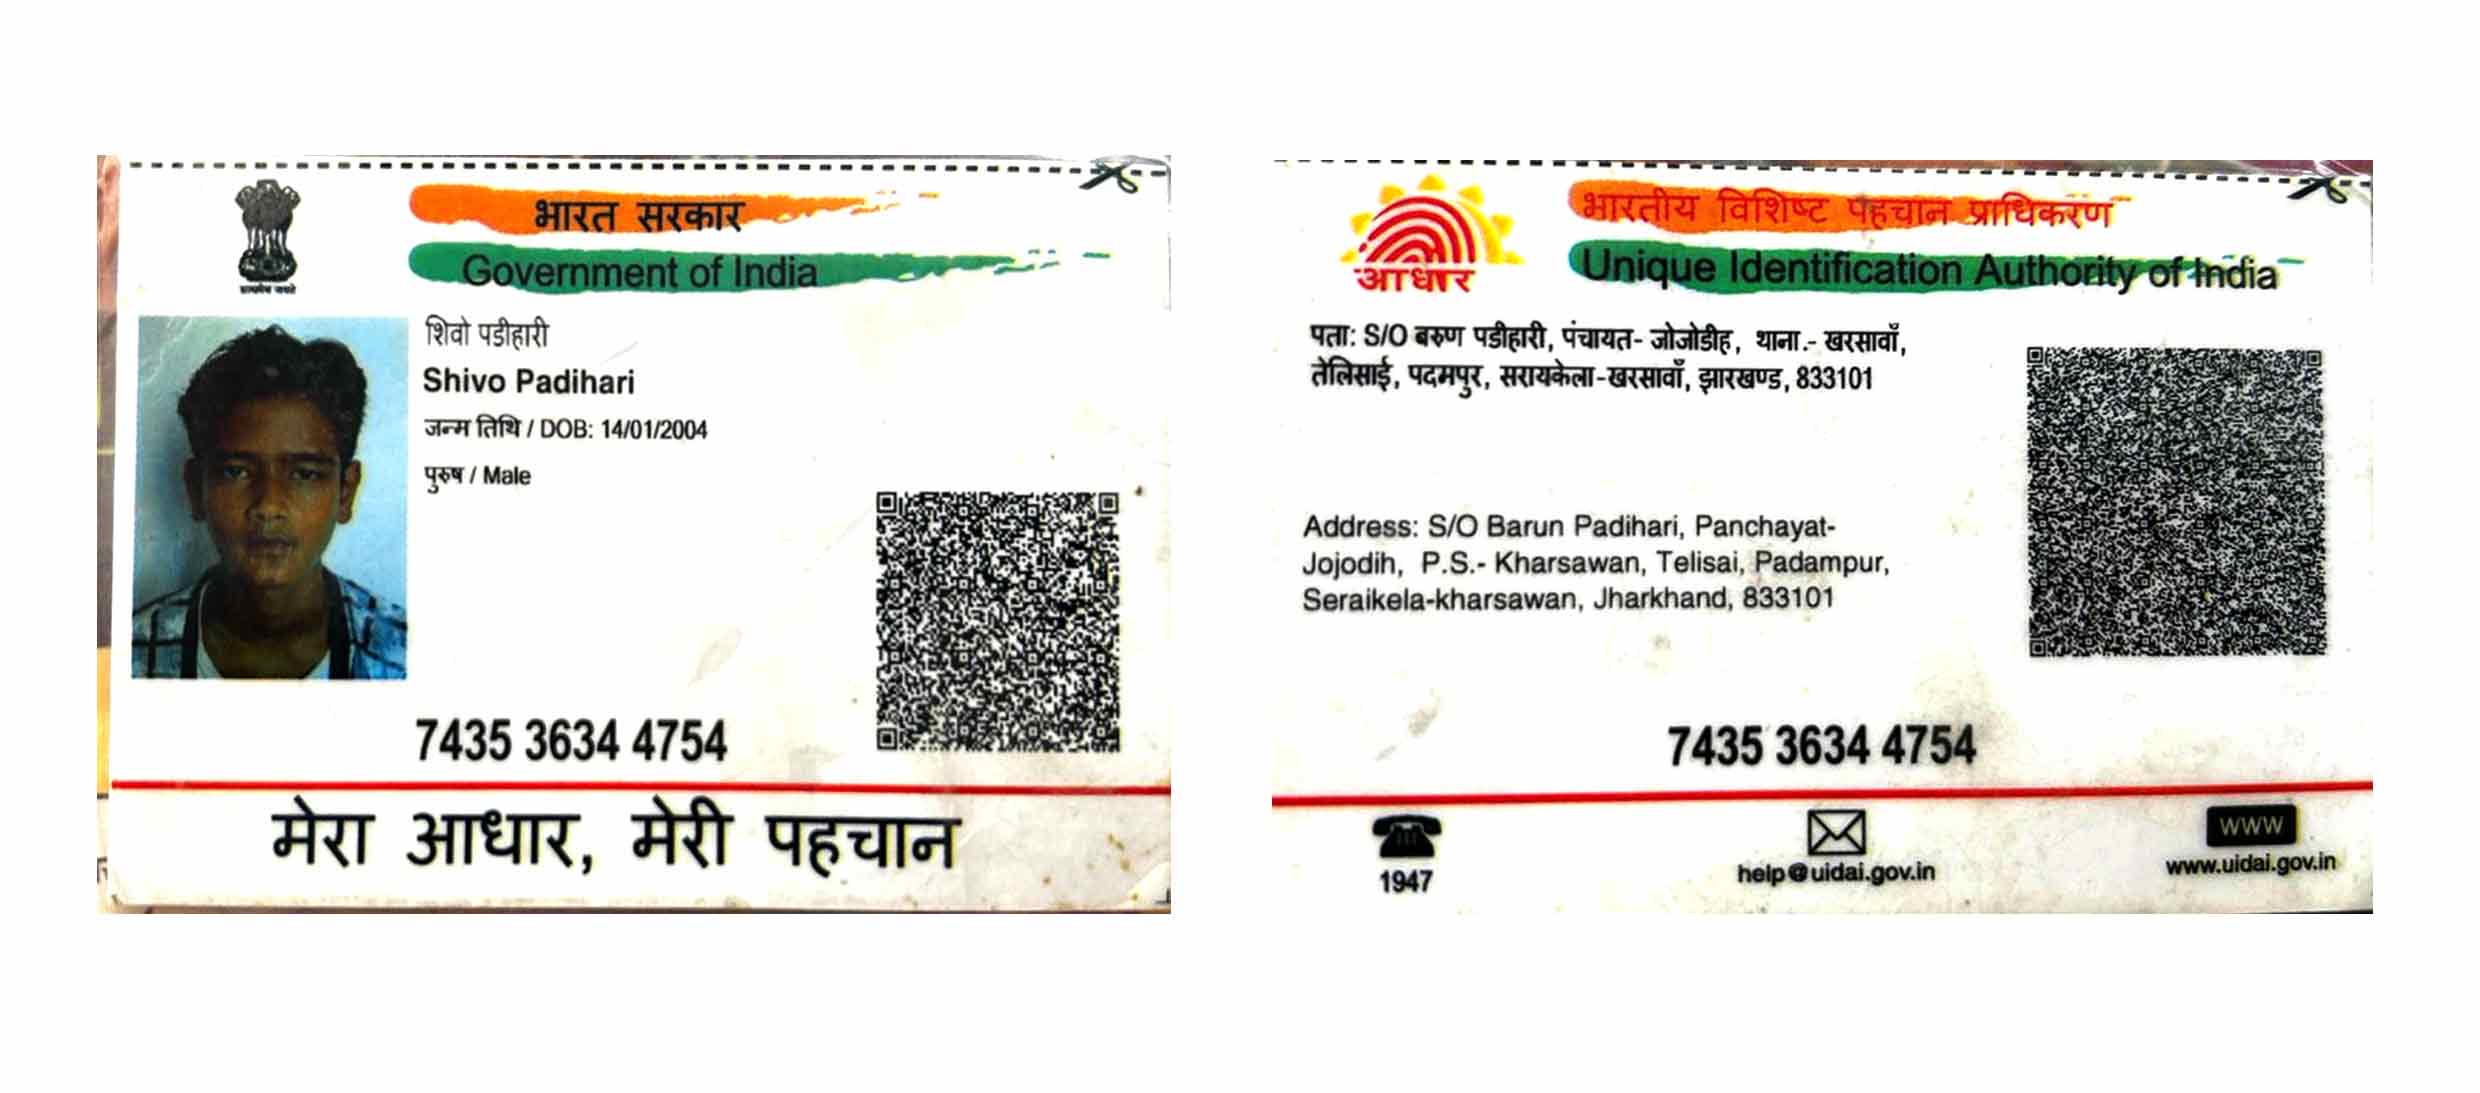 भारत सरकार
Government of India
शिवो पडीहारी
Shivo Padihari
जन्म तिथि / DOB: 14/01/2004
पुरुष / Male
7435 3634 4754
मेरा आधार, मेरी पहचान
भारतीय विशिष्ट पहचान प्राधिकरण
Unique Identification Authority of India
आधार
पता: S/O बरुण पडीहारी, पंचायत- जोजोडीह, थाना.- खरसावाँ,
तेलिसाई, पदमपुर, सरायकेला-खरसावाँ, झारखण्ड, 833101
Address: S/O Barun Padihari, Panchayat-
Jojodih, P.S.- Kharsawan, Telisai, Padampur,
Seraikela-kharsawan, Jharkhand, 833101
7435 3634 4754
1947
help@uidai.gov.in
WWW
www.uidai.gov.in